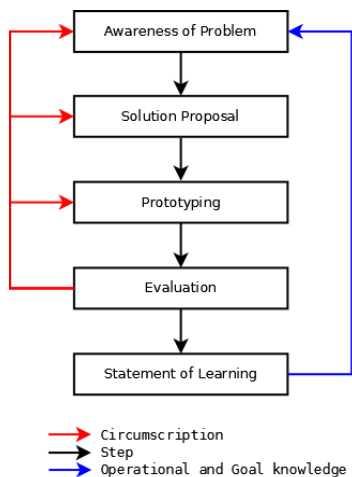 Awareness of Problem
Solution Proposal
Prototyping
Evaluation
Statement of Learning
Circumscription
Step
Operational and Goal knowledge